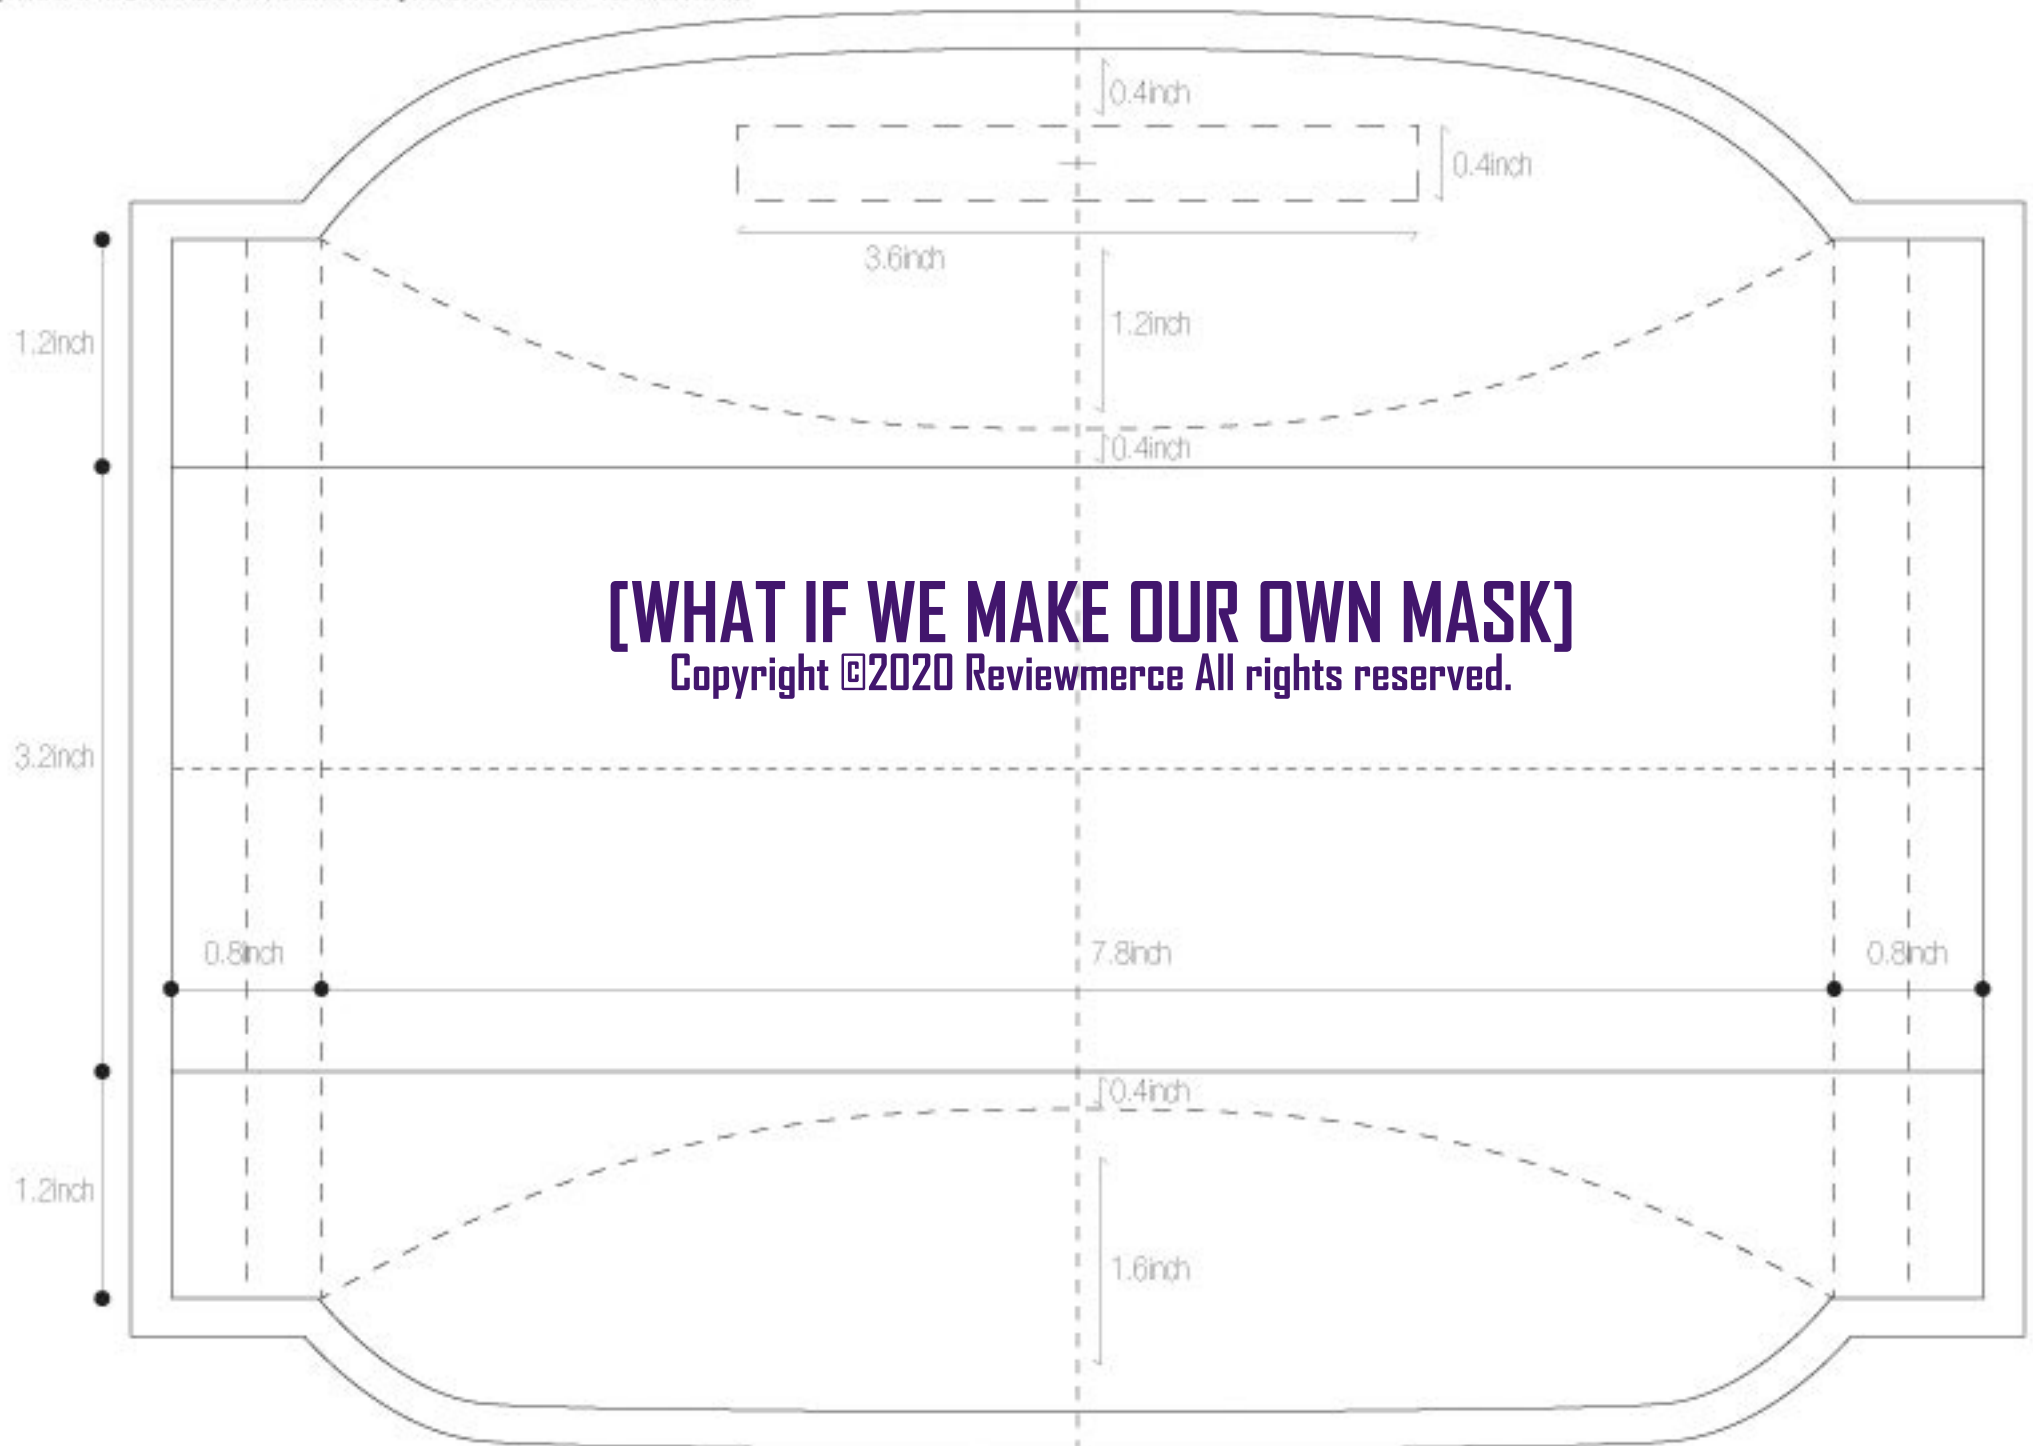 0.4inch
0.4inch
3.6inch
1.2inch
1.2inch
0.4inch
[WHAT IF WE MAKE OUR OWN MASK]
Copyright ©2020 Reviewmerce All rights reserved.
3.2inch
0.8inch
7.8inch
0.8inch
0.4inch
1.2inch
1.6inch